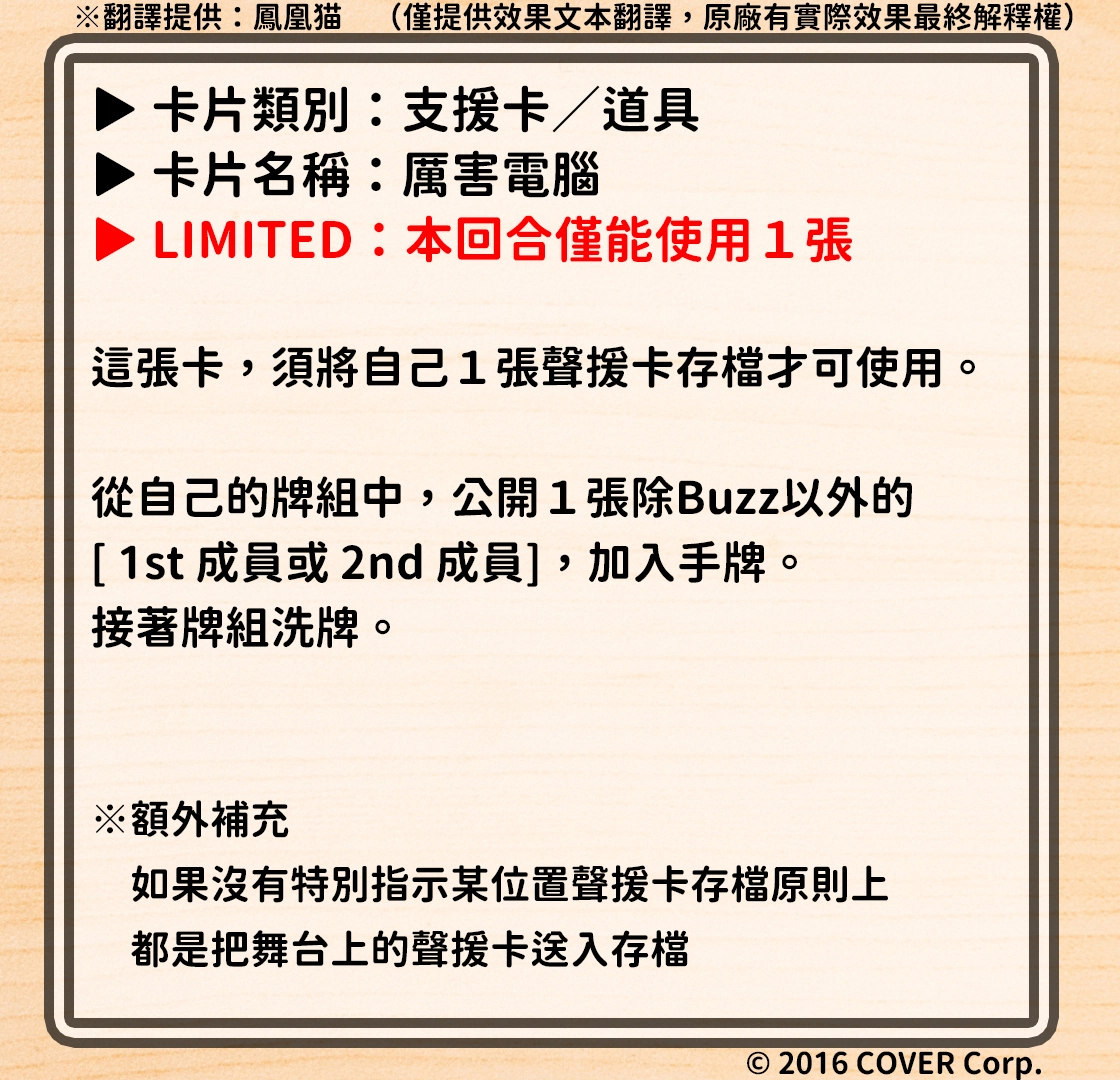 ※翻譯提供：鳳凰猫　（僅提供效果文本翻譯，原廠有實際效果最終解釋權）
▶ 卡片類別：支援卡／道具
▶ 卡片名稱：厲害電腦
▶ LIMITED：本回合僅能使用１張
這張卡，須將自己１張聲援卡存檔才可使用。
從自己的牌組中，公開１張除Buzz以外的
[ 1st 成員或 2nd 成員]，加入手牌。
接著牌組洗牌。
※額外補充
如果沒有特別指示某位置聲援卡存檔原則上
都是把舞台上的聲援卡送入存檔
© 2016 COVER Corp.